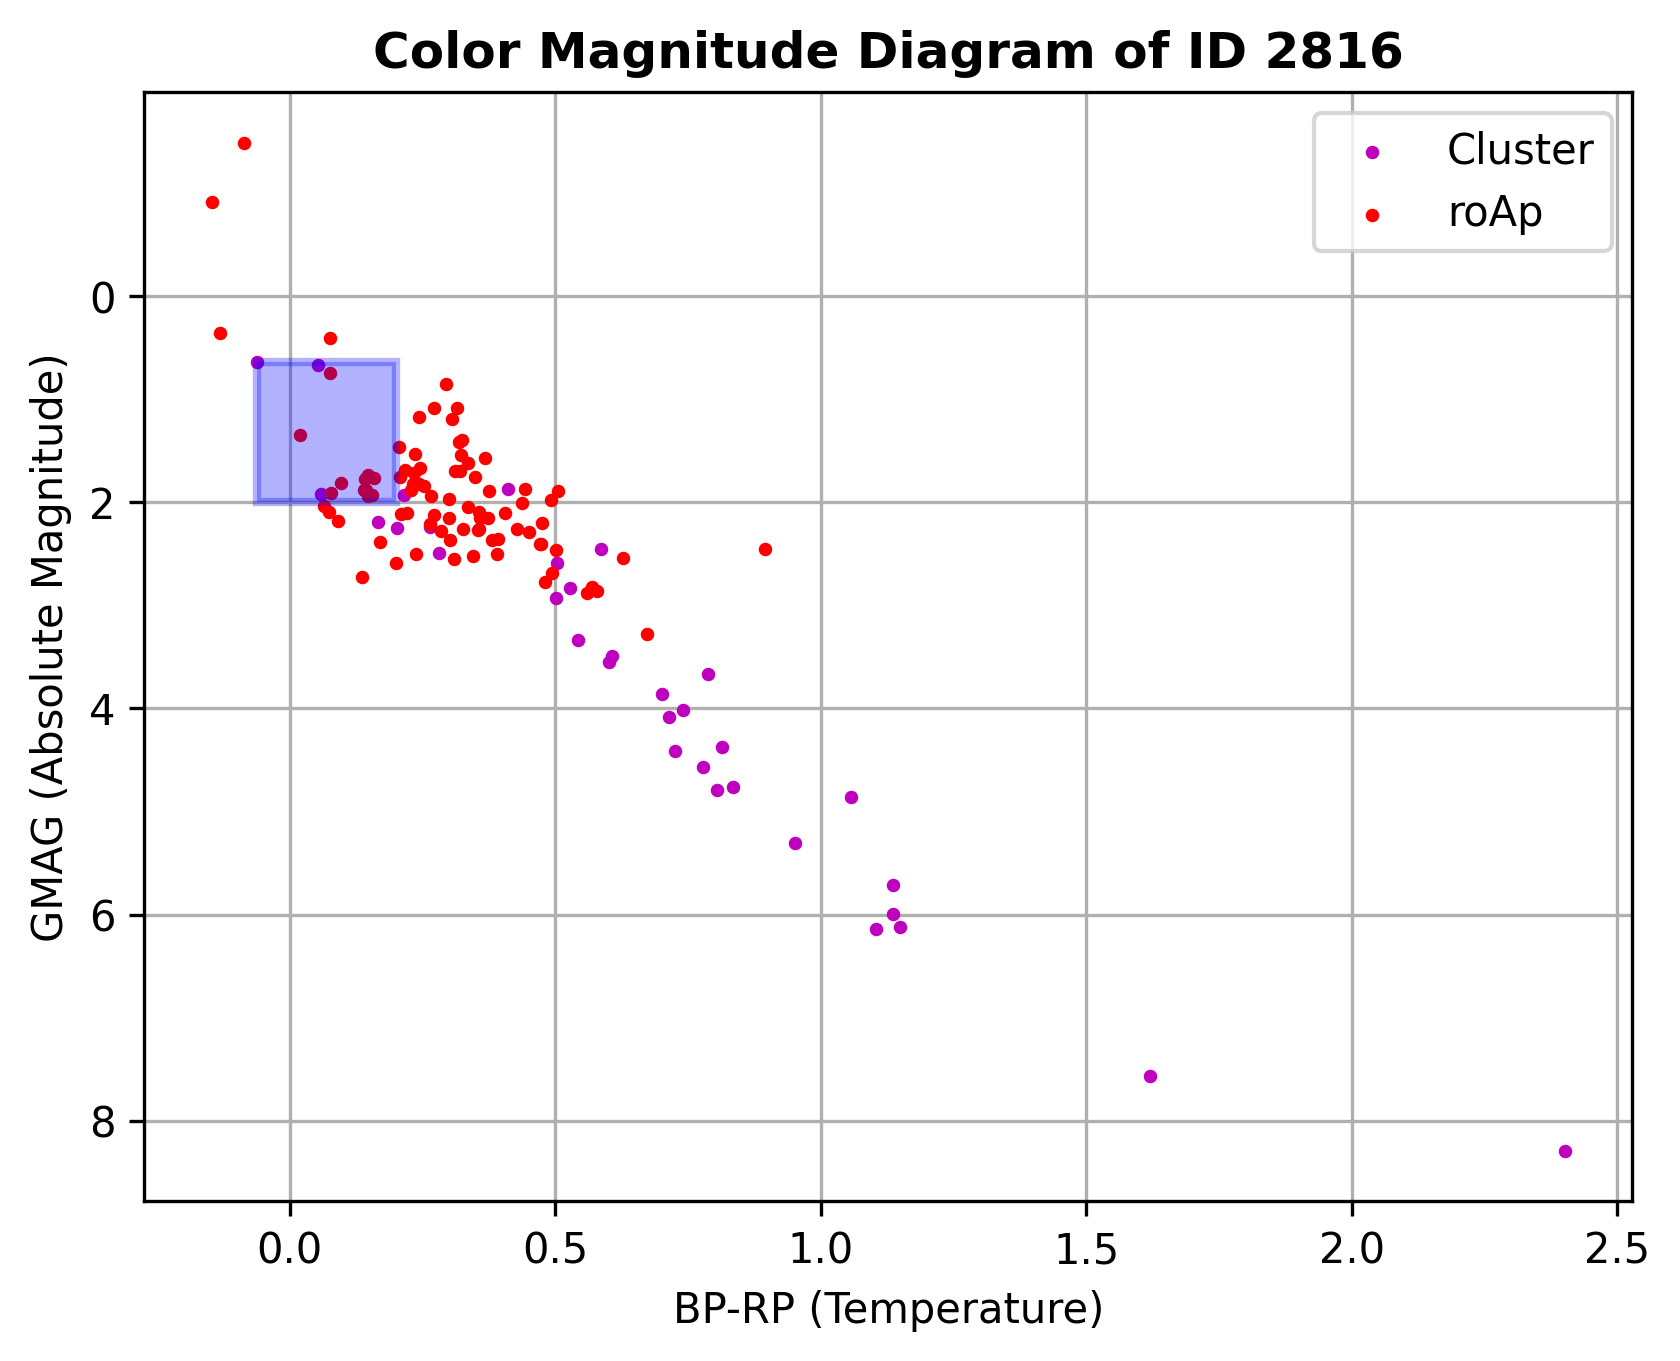 Color Magnitude Diagram of ID 2816
Cluster
roAp
GMAG (Absolute Magnitude)
0
2
4
6
8
0.0 0.5 1.0 1.5 2.0 2.5
BP-RP (Temperature)